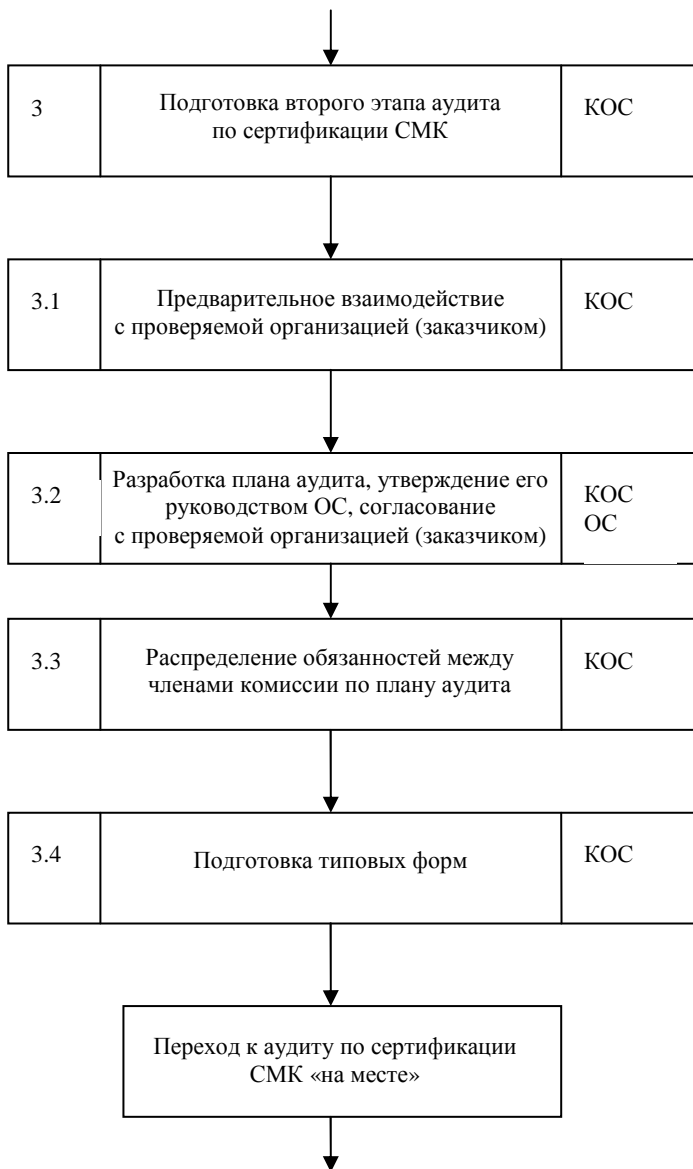 3
Подготовка второго этапа аудита
по сертификации СМК
КОС
3.1
Предварительное взаимодействие
с проверяемой организацией (заказчиком)
КОС
3.2
Разработка плана аудита, утверждение его
руководством ОС, согласование
с проверяемой организацией (заказчиком)
КОС
ОС
3.3
Распределение обязанностей между
членами комиссии по плану аудита
КОС
3.4
Подготовка типовых форм
КОС
Переход к аудиту по сертификации
СМК «на месте»